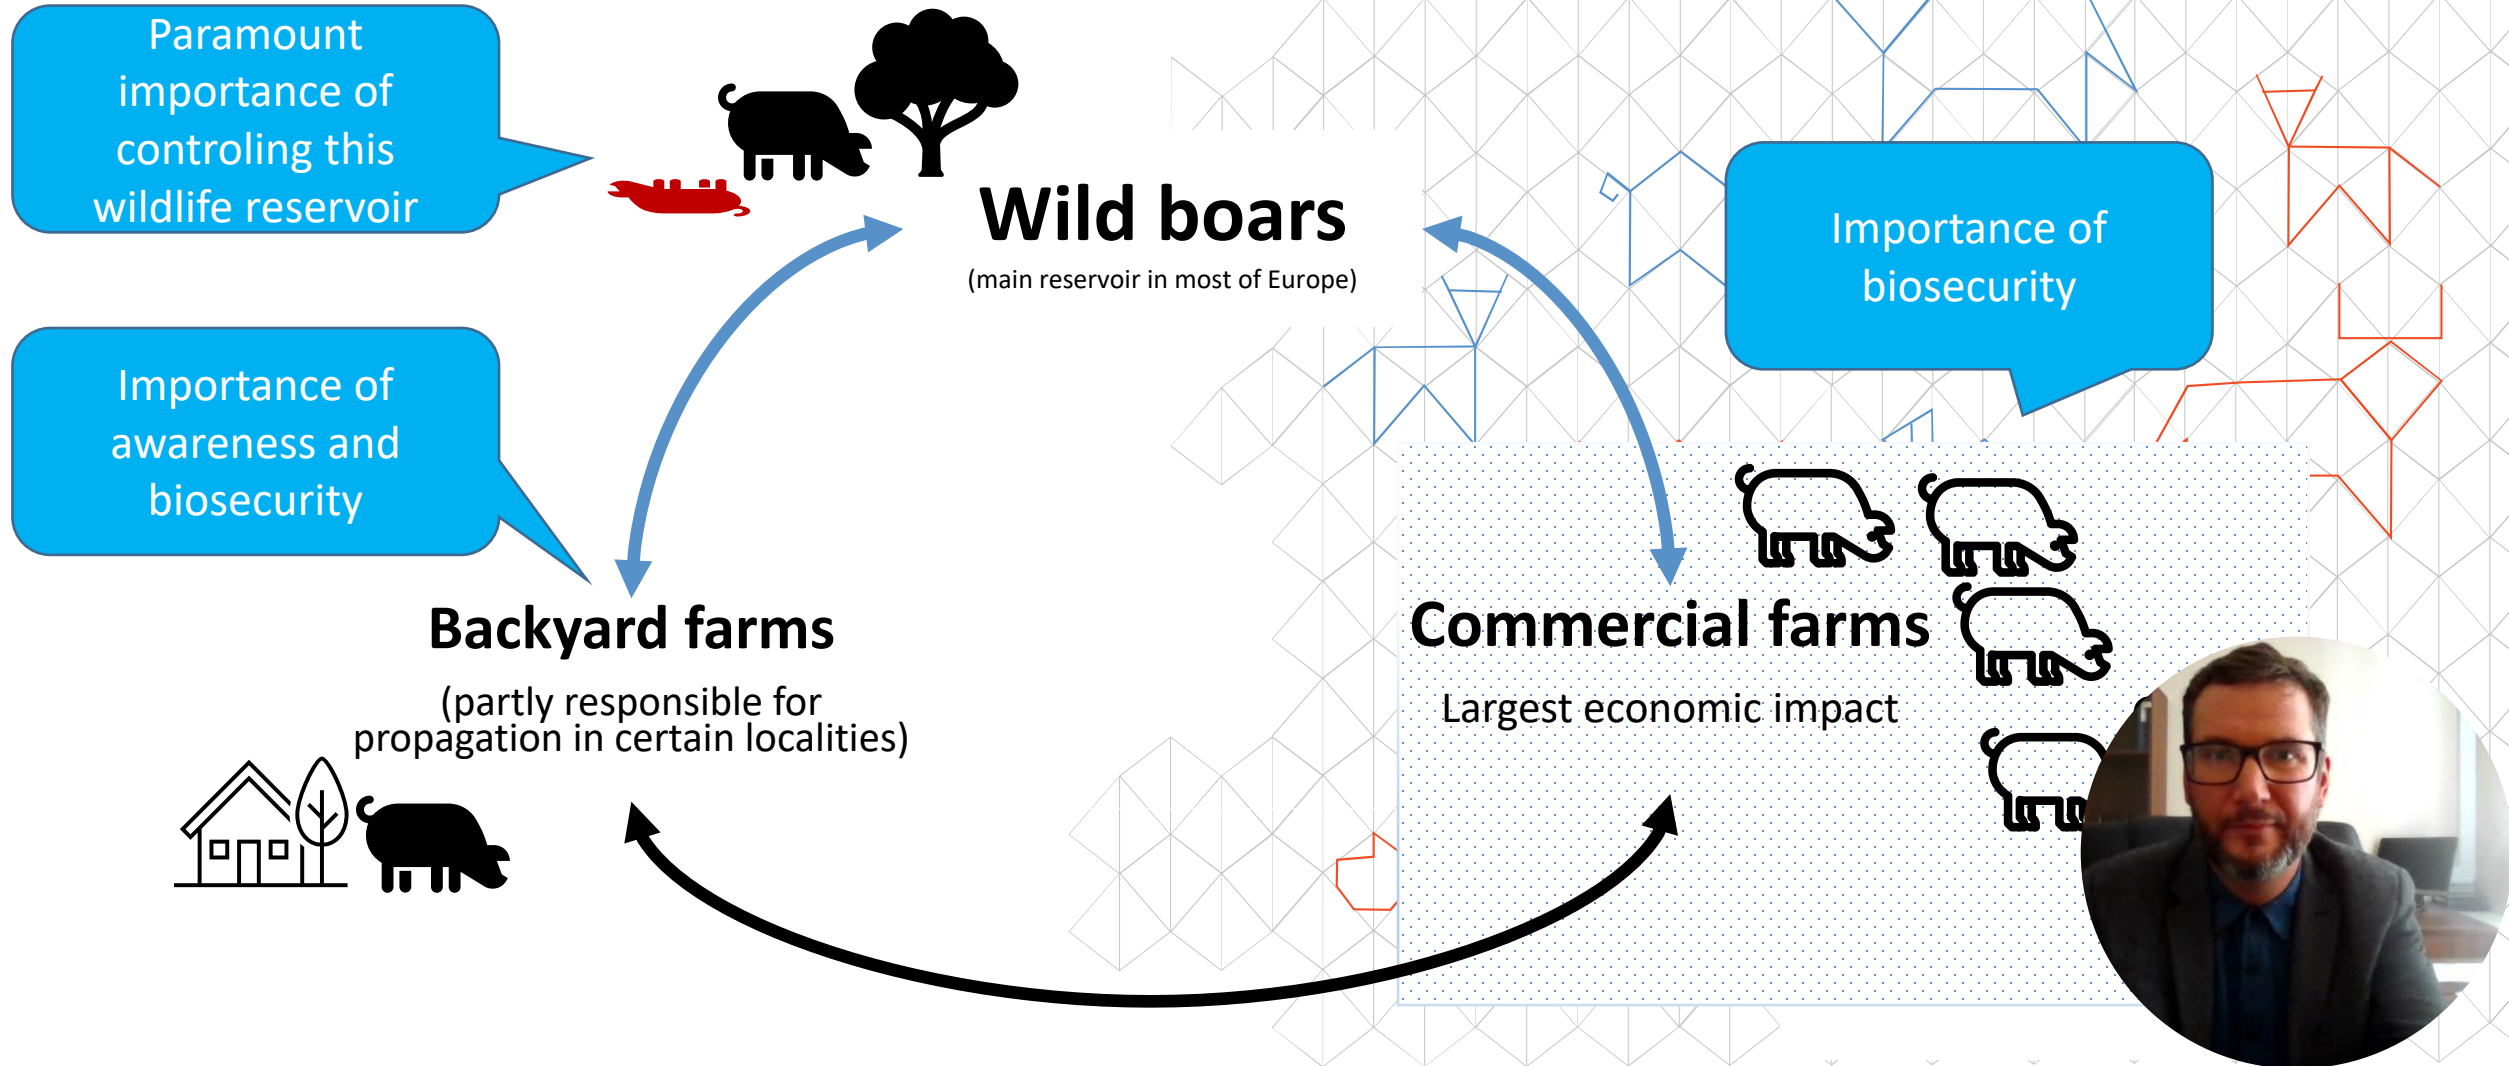 Paramount
importance of
controling this
wildlife reservoir
Wild boars
(main reservoir in most of Europe)
Importance of
biosecurity
Importance of
awareness and
biosecurity
Backyard farms
(partly responsible for
propagation in certain localities)
Commercial farms
Largest economic impact